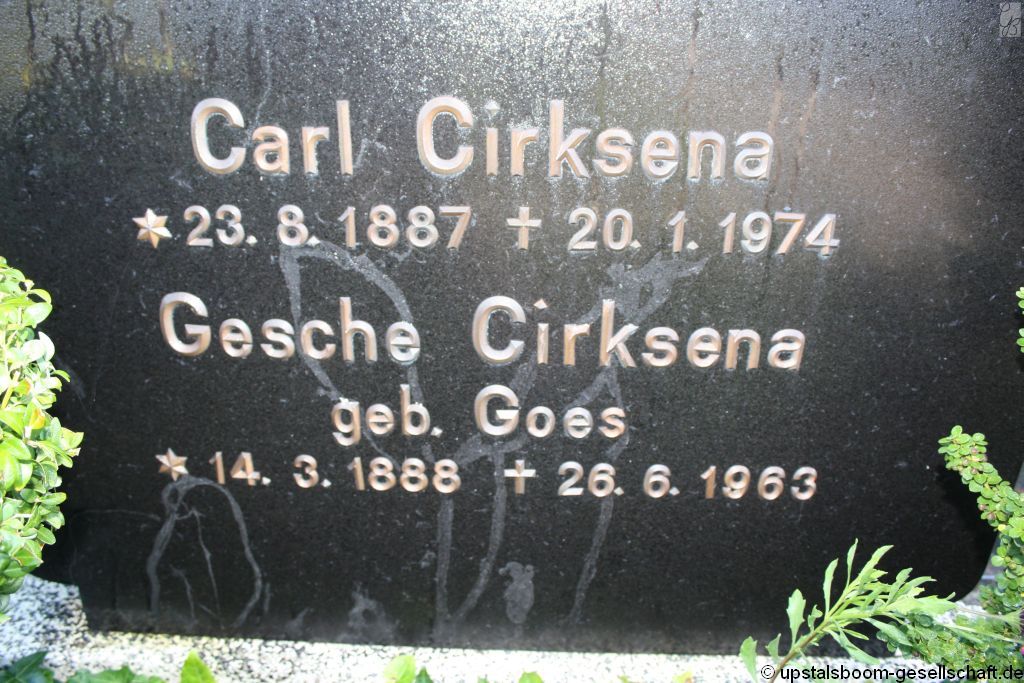 Carl Cirksena
* 23. 8. 1887 † 20. 1. 1974
Gesche Cirksena
geb. Goes
* 14. 3. 1888 † 26. 6. 1963
© upstalsboom-gesellschaft.de